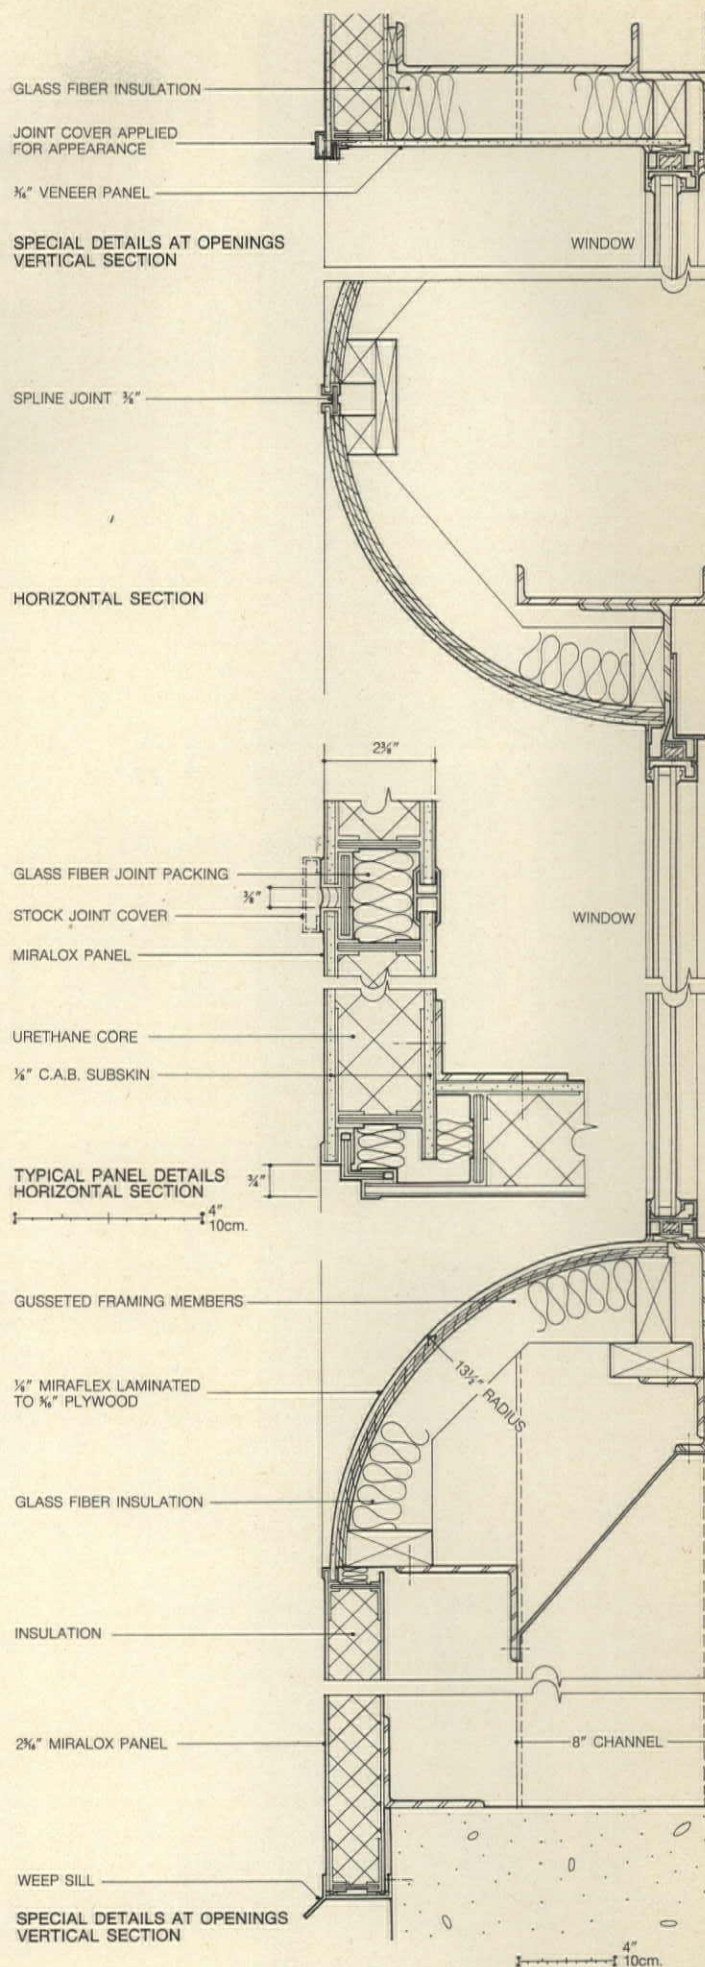 GLASS FIBER INSULATION
JOINT COVER APPLIED
FOR APPEARANCE
VENEER PANEL
SPECIAL DETAILS AT OPENINGS
VERTICAL SECTION
WINDOW
SPLINE JOINT ⅜"
HORIZONTAL SECTION
2⅜"
GLASS FIBER JOINT PACKING
⅜"
STOCK JOINT COVER
WINDOW
MIRALOX PANEL
URETHANE CORE
⅛" C.A.B. SUBSKIN
TYPICAL PANEL DETAILS
HORIZONTAL SECTION
¾"
4"
10cm.
GUSSETED FRAMING MEMBERS
13½" RADIUS
⅛" MIRAFLEX LAMINATED
TO PLYWOOD
GLASS FIBER INSULATION
INSULATION
2⅜" MIRALOX PANEL
8" CHANNEL
WEEP SILL
SPECIAL DETAILS AT OPENINGS
VERTICAL SECTION
4"
10cm.